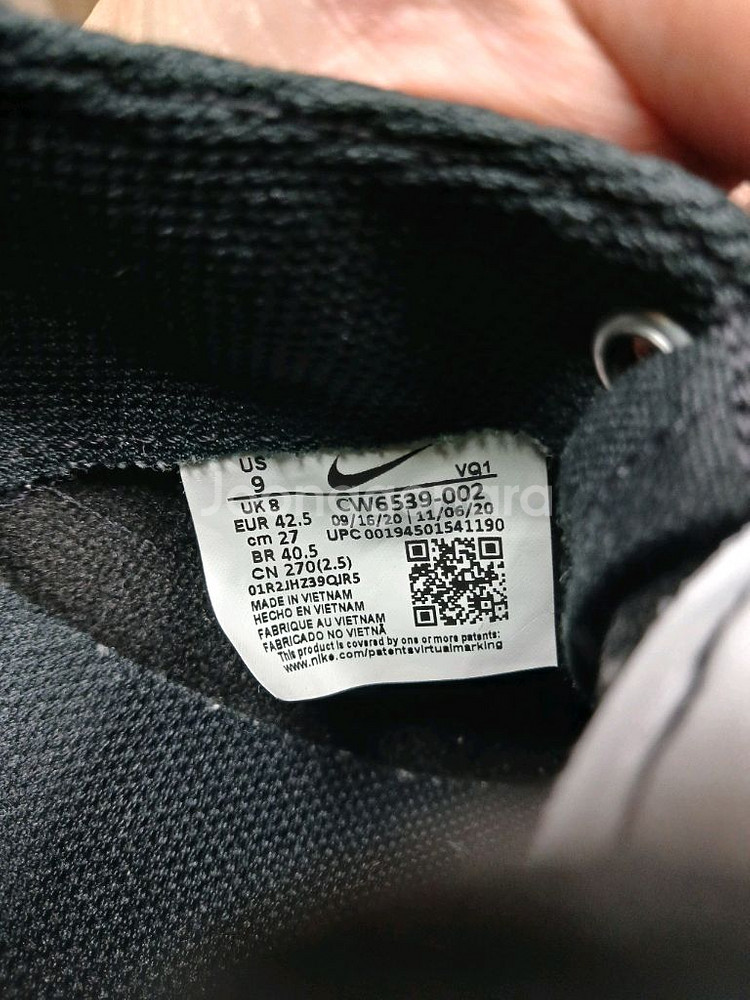 US
9
VQ1
UK 8
CW6539-002
EUR 42.5
09/16/20 | 11/06/20
cm 27
UPC 00194501541190
BR 40.5
CN 270(2.5)
01R2JHZ39QIR5
MADE IN VIETNAM
HECHO EN VIETNAM
FABRIQUE AU VIETNAM
FABRICADO NO VIETNÃ
This product is covered by one or more patents:
www.nike.com/patentsvirtualmarking